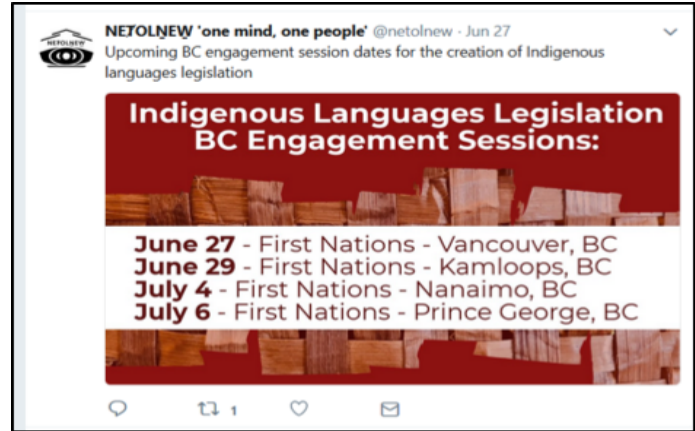 NEȾOLṈEW̱ 'one mind, one people' @netolnew · Jun 27
NEȾOLṈEW̱
Upcoming BC engagement session dates for the creation of Indigenous
languages legislation
Indigenous Languages Legislation
BC Engagement Sessions:
June 27 - First Nations - Vancouver, BC
June 29 - First Nations - Kamloops, BC
July 4 - First Nations - Nanaimo, BC
July 6 - First Nations - Prince George, BC
1